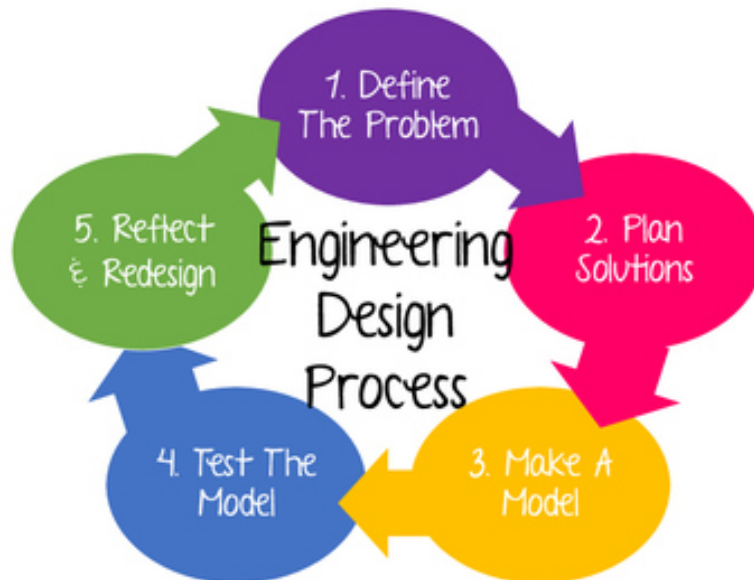 1. Define
The Problem
2. Plan
Solutions
3. Make A
Model
4. Test The
Model
5. Reflect
& Redesign
Engineering
Design
Process